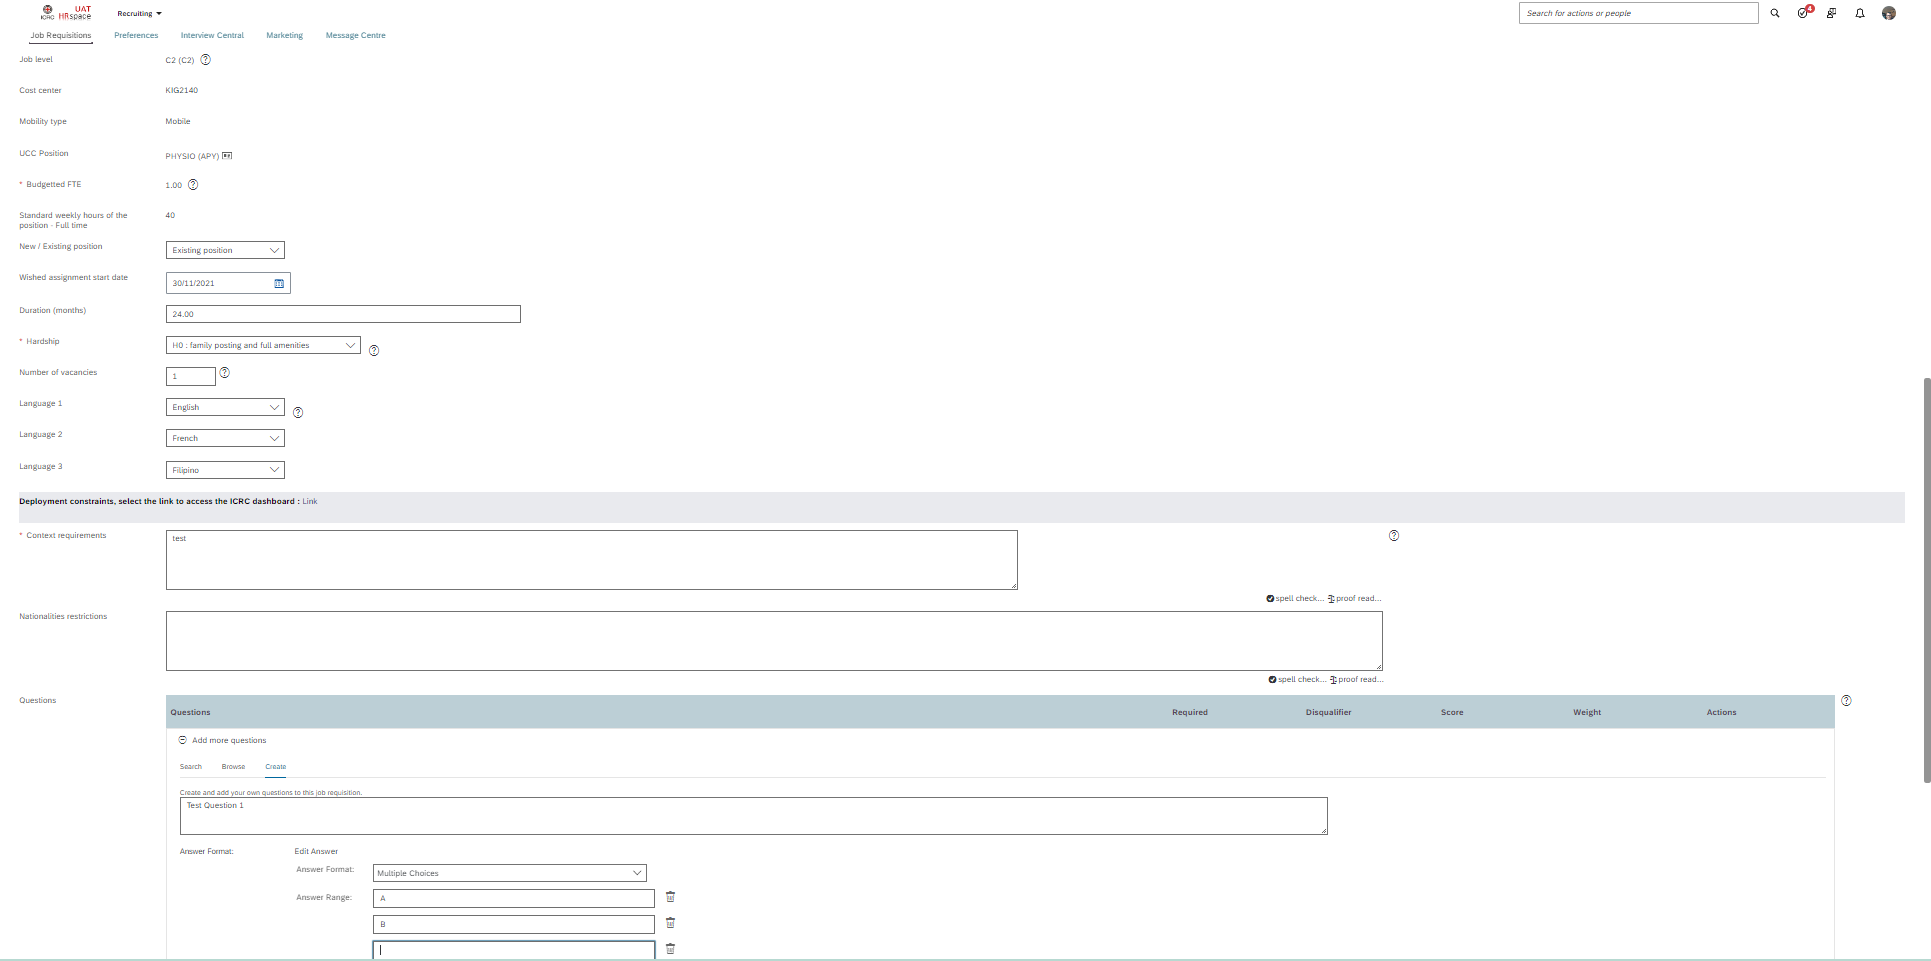 UAT
ICRC HRspace
Recruiting
Search for actions or people
4
Job Requisitions Preferences Interview Central Marketing Message Centre
Job level C2 (C2)
Cost center KIG2140
Mobility type Mobile
UCC Position PHYSIO (APY)
* Budgetted FTE 1.00
Standard weekly hours of the 40
position - Full time
New / Existing position Existing position
Wished assignment start date 30/11/2021
Duration (months) 24.00
* Hardship H0 : family posting and full amenities
Number of vacancies 1
Language 1 English
Language 2 French
Language 3 Filipino
Deployment constraints, select the link to access the ICRC dashboard : Link
* Context requirements test
spell check... proof read...
Nationalities restrictions
spell check... proof read...
Questions Questions Required Disqualifier Score Weight Actions
Add more questions
Search Browse Create
Create and add your own questions to this job requisition.
Test Question 1
Answer Format: Edit Answer
Answer Format: Multiple Choices
Answer Range: A
B